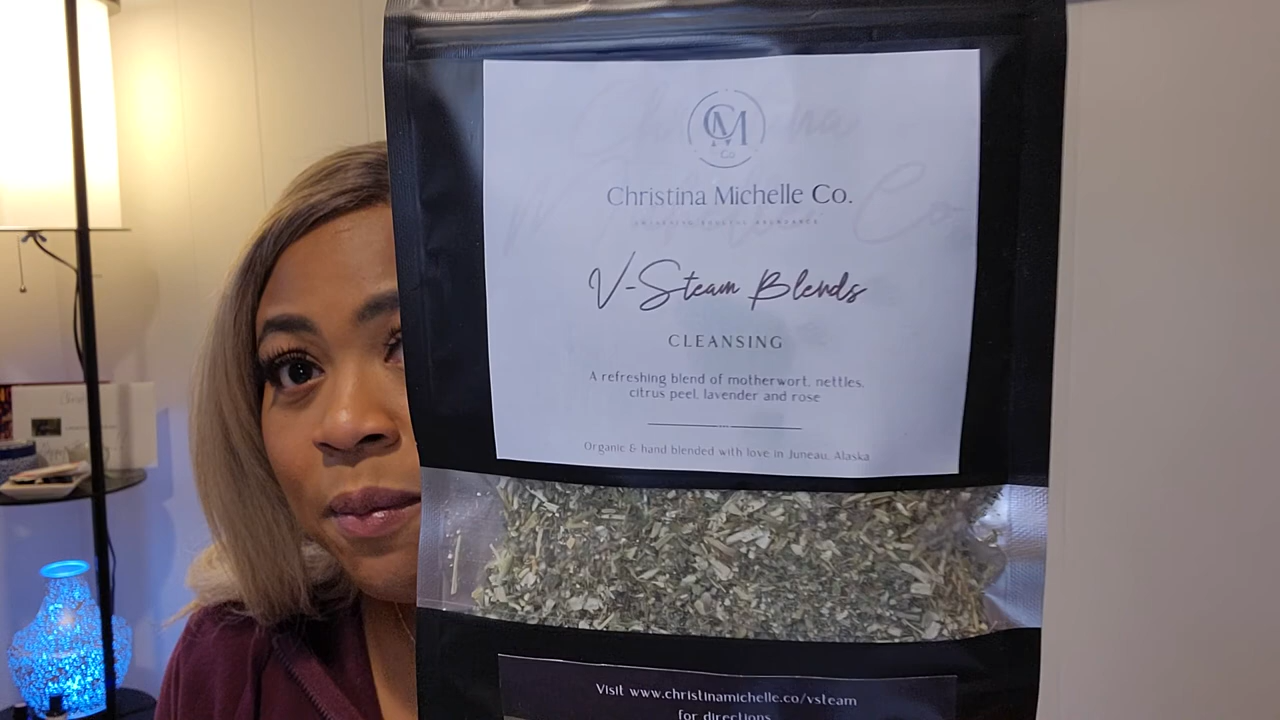 CM
Co
Christina Michelle Co.
V-Steam Blends
CLEANSING
A refreshing blend of motherwort, nettles,
citrus peel, lavender and rose
Organic & hand blended with love in Juneau, Alaska
Visit www.christinamichelle.co/vsteam
for directions